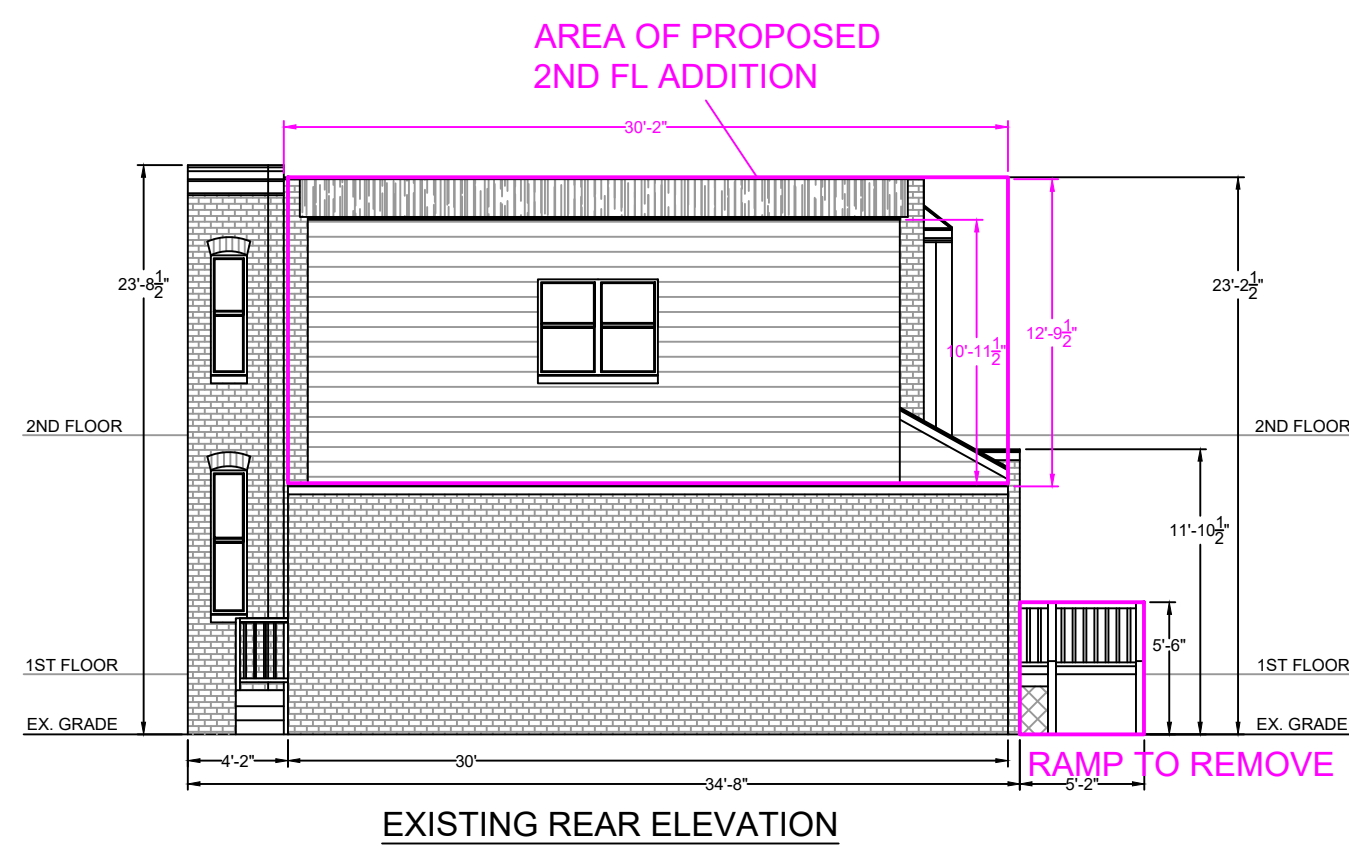 AREA OF PROPOSED
2ND FL ADDITION
30'-2"
23'-8 1/2"
23'-2 1/2"
12'-9 1/2"
10'-11 1/2"
2ND FLOOR
2ND FLOOR
11'-10 1/2"
5'-6"
1ST FLOOR
1ST FLOOR
EX. GRADE
EX. GRADE
4'-2"
30'
RAMP TO REMOVE
34'-8"
5'-2"
EXISTING REAR ELEVATION